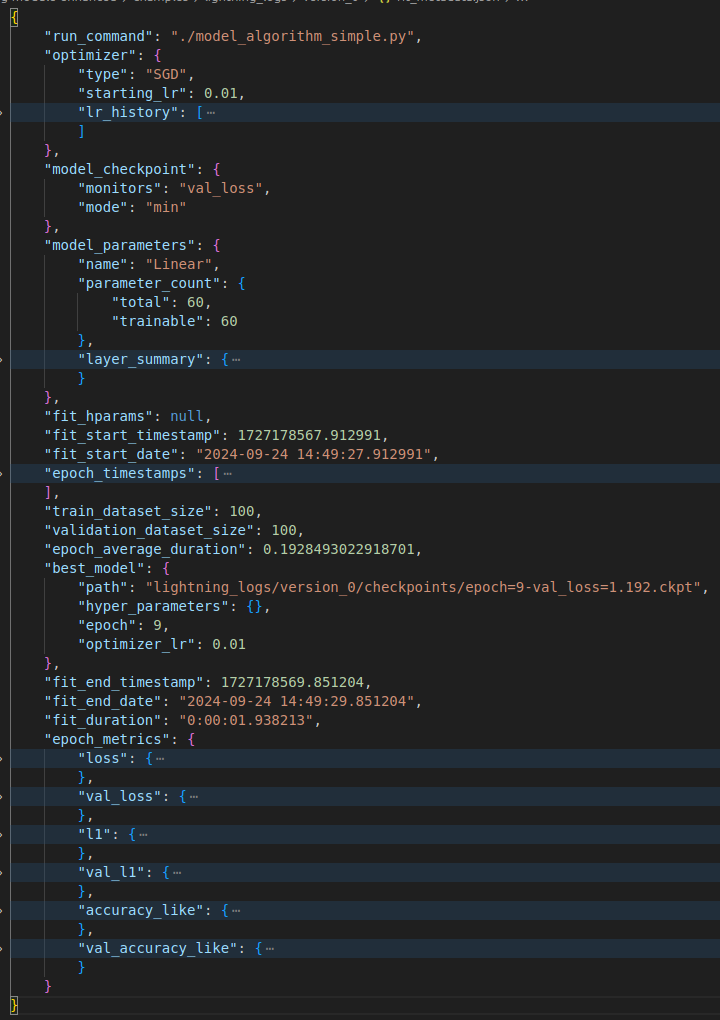 {
"run_command": "./model_algorithm_simple.py",
"optimizer": {
"type": "SGD",
"starting_lr": 0.01,
"lr_history": [⋯
]
},
"model_checkpoint": {
"monitors": "val_loss",
"mode": "min"
},
"model_parameters": {
"name": "Linear",
"parameter_count": {
"total": 60,
"trainable": 60
},
"layer_summary": {⋯
}
},
"fit_hparams": null,
"fit_start_timestamp": 1727178567.912991,
"fit_start_date": "2024-09-24 14:49:27.912991",
"epoch_timestamps": [⋯
],
"train_dataset_size": 100,
"validation_dataset_size": 100,
"epoch_average_duration": 0.1928493022918701,
"best_model": {
"path": "lightning_logs/version_0/checkpoints/epoch=9-val_loss=1.192.ckpt",
"hyper_parameters": {},
"epoch": 9,
"optimizer_lr": 0.01
},
"fit_end_timestamp": 1727178569.851204,
"fit_end_date": "2024-09-24 14:49:29.851204",
"fit_duration": "0:00:01.938213",
"epoch_metrics": {
"loss": {⋯
},
"val_loss": {⋯
},
"l1": {⋯
},
"val_l1": {⋯
},
"accuracy_like": {⋯
},
"val_accuracy_like": {⋯
}
}
}